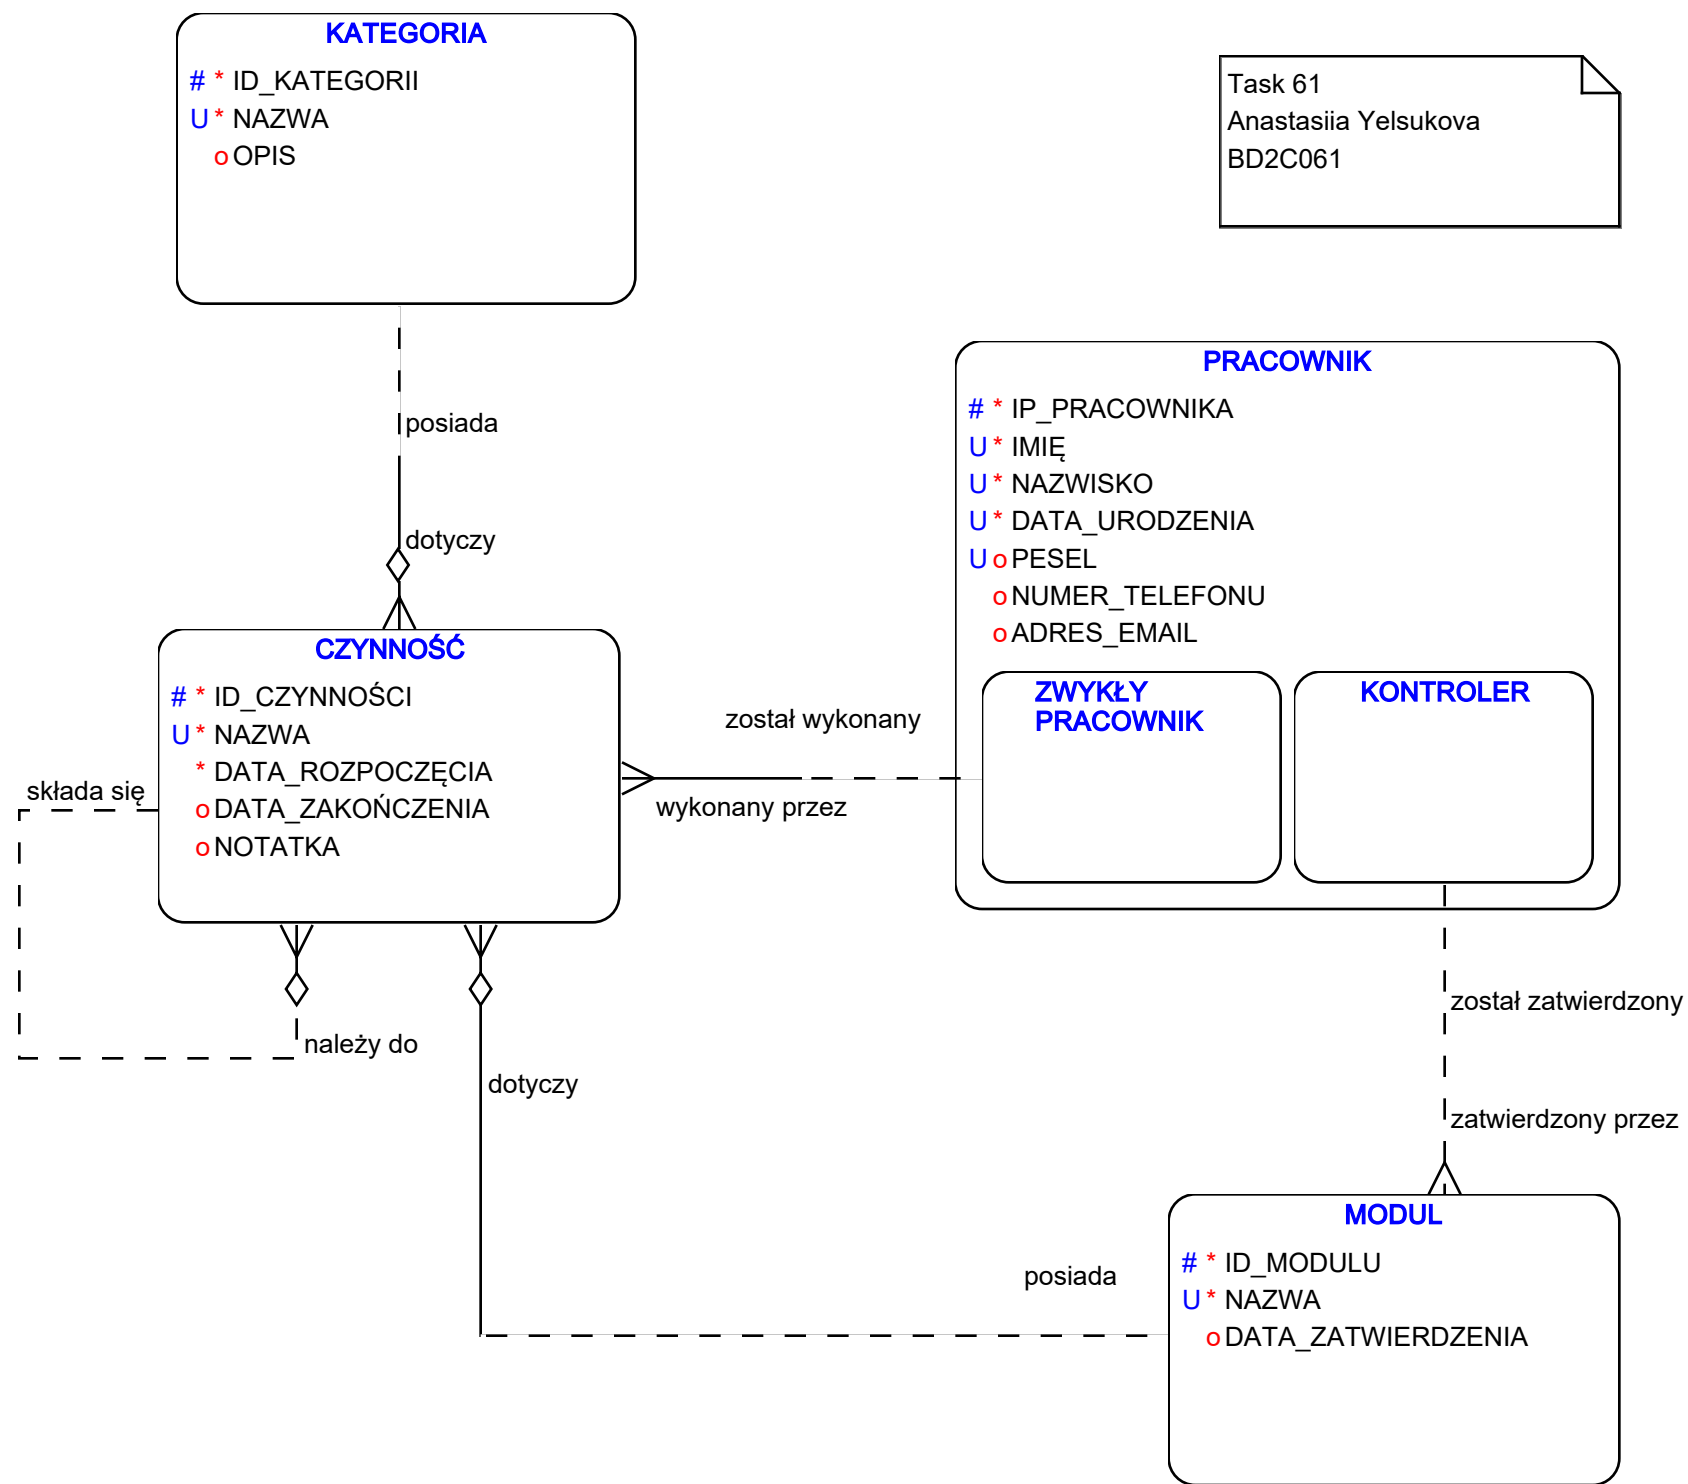 KATEGORIA
# * ID_KATEGORII
U * NAZWA
o OPIS
Task 61
Anastasiia Yelsukova
BD2C061
posiada
dotyczy
PRACOWNIK
# * IP_PRACOWNIKA
U * IMIĘ
U * NAZWISKO
U * DATA_URODZENIA
U o PESEL
o NUMER_TELEFONU
o ADRES_EMAIL
ZWYKŁY
PRACOWNIK
KONTROLER
CZYNNOŚĆ
# * ID_CZYNNOŚCI
U * NAZWA
* DATA_ROZPOCZĘCIA
o DATA_ZAKOŃCZENIA
o NOTATKA
został wykonany
wykonany przez
składa się
należy do
dotyczy
został zatwierdzony
zatwierdzony przez
posiada
MODUL
# * ID_MODULU
U * NAZWA
o DATA_ZATWIERDZENIA